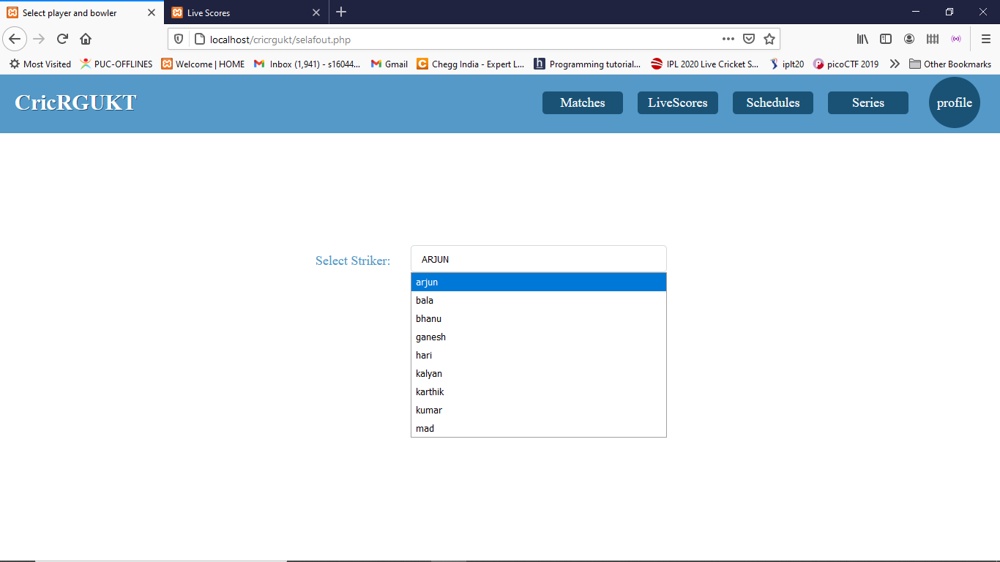 Select player and bowler
Live Scores
localhost/cricrgukt/selafout.php
Most Visited PUC-OFFLINES Welcome | HOME Inbox (1,941) - s16044... Gmail Chegg India - Expert L... Programming tutorial... IPL 2020 Live Cricket S... iplt20 picoCTF 2019 Other Bookmarks
CricRGUKT Matches LiveScores Schedules Series profile
Select Striker: ARJUN
arjun
bala
bhanu
ganesh
hari
kalyan
karthik
kumar
mad